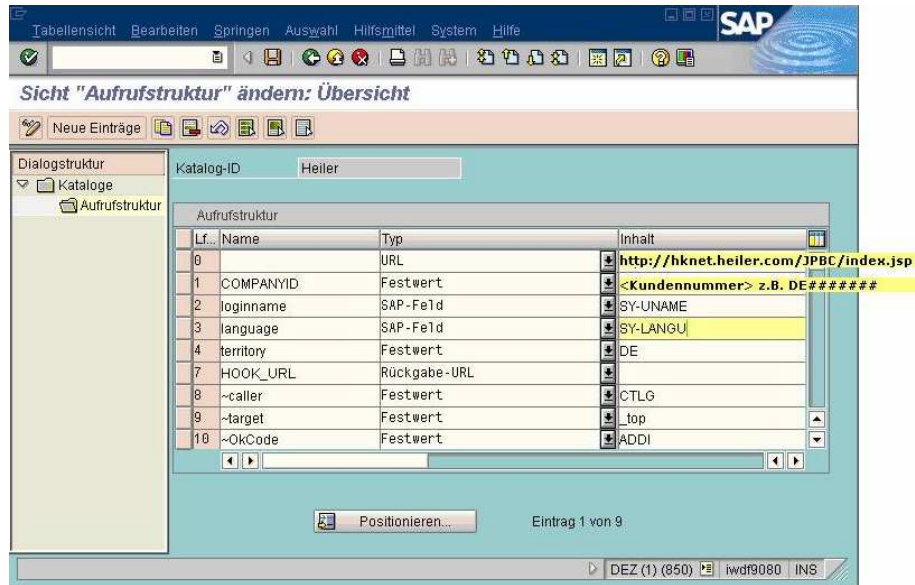 Tabellensicht Bearbeiten Springen Auswahl Hilfsmittel System Hilfe
SAP
Sicht "Aufrufstruktur" ändern: Übersicht
Neue Einträge
Dialogstruktur
Kataloge
Aufrufstruktur
Katalog-ID Heiler
Aufrufstruktur
Lf... Name Typ Inhalt
0 URL http://hknet.heiler.com/JPBC/index.jsp
1 COMPANYID Festwert <Kundennummer> z.B. DE#######
2 loginname SAP-Feld SY-UNAME
3 language SAP-Feld SY-LANGU
4 territory Festwert DE
7 HOOK_URL Rückgabe-URL
8 ~caller Festwert CTLG
9 ~target Festwert _top
10 ~OkCode Festwert ADDI
Positionieren... Eintrag 1 von 9
DEZ (1) (850) iwdf9080 INS